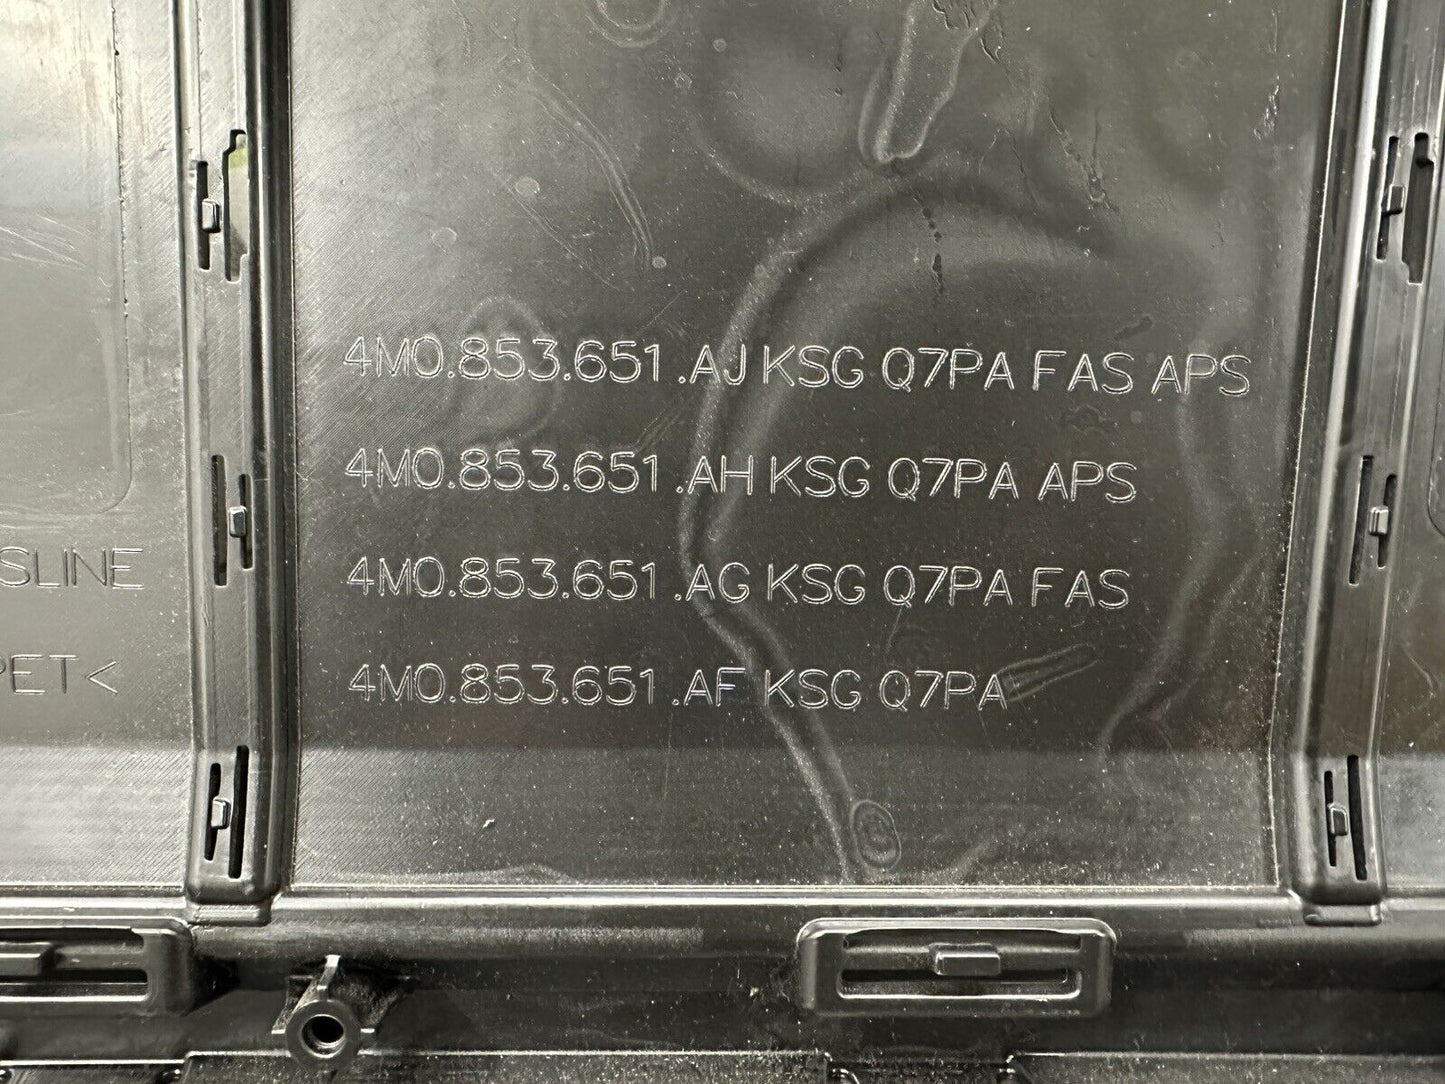 4M0.853.651.AJ KSG Q7PA FAS APS
4M0.853.651.AH KSG Q7PA APS
4M0.853.651.AG KSG Q7PA FAS
4M0.853.651.AF KSG Q7PA
SLINE
PET<